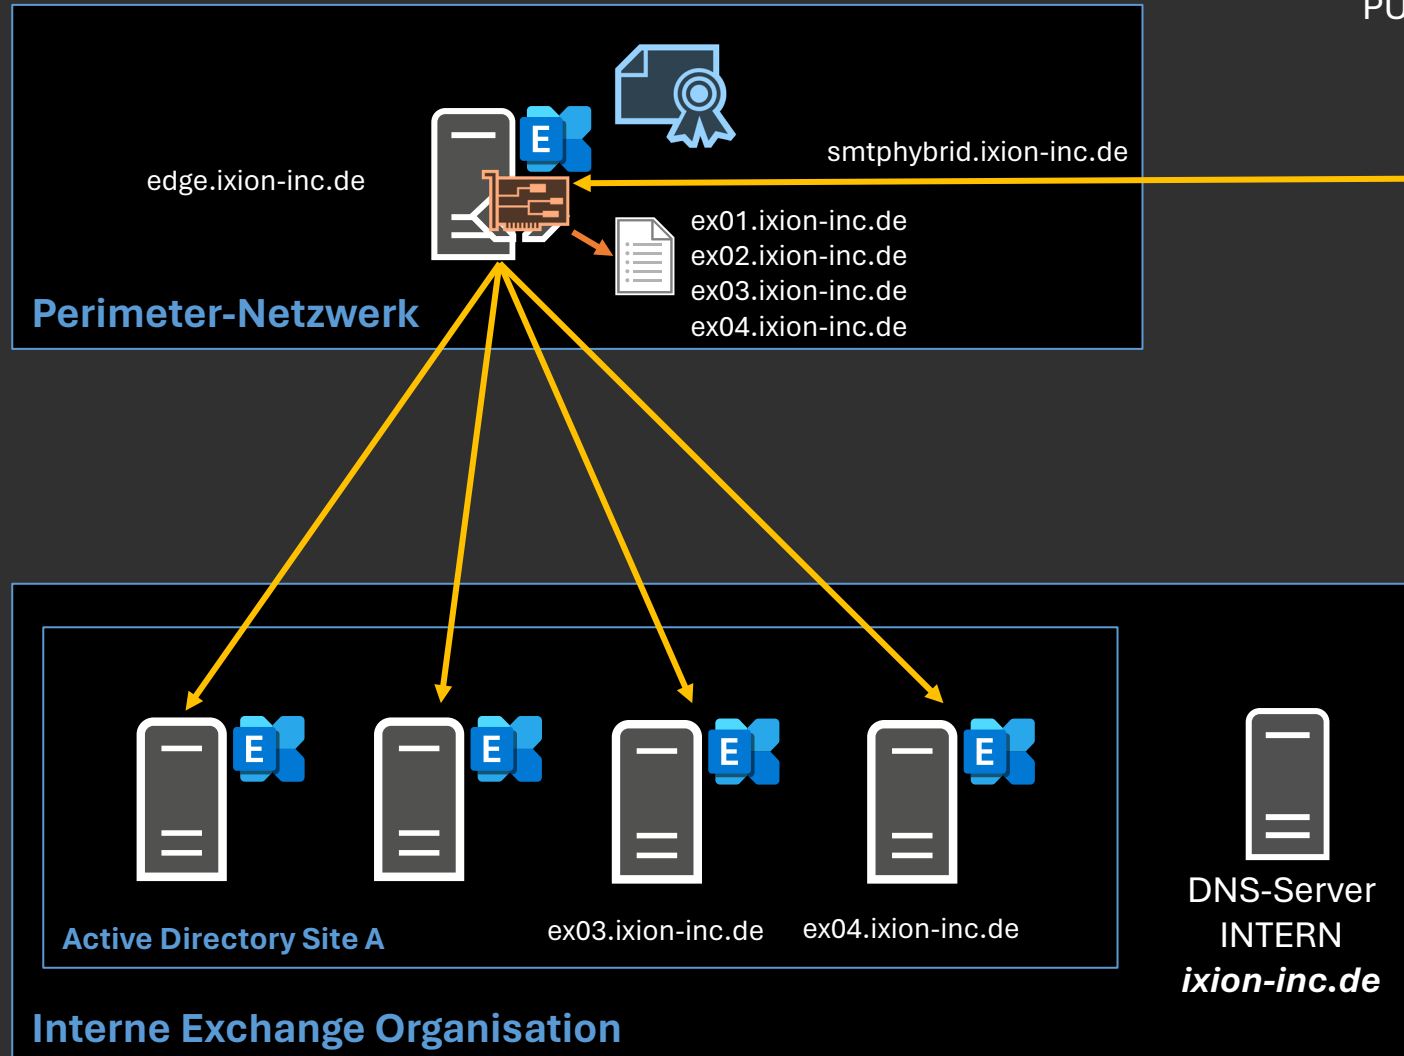 PU
smtphybrid.ixion-inc.de
edge.ixion-inc.de
E
ex01.ixion-inc.de
ex02.ixion-inc.de
ex03.ixion-inc.de
ex04.ixion-inc.de
Perimeter-Netzwerk
E
E
E
E
ex03.ixion-inc.de
ex04.ixion-inc.de
Active Directory Site A
DNS-Server
INTERN
ixion-inc.de
Interne Exchange Organisation